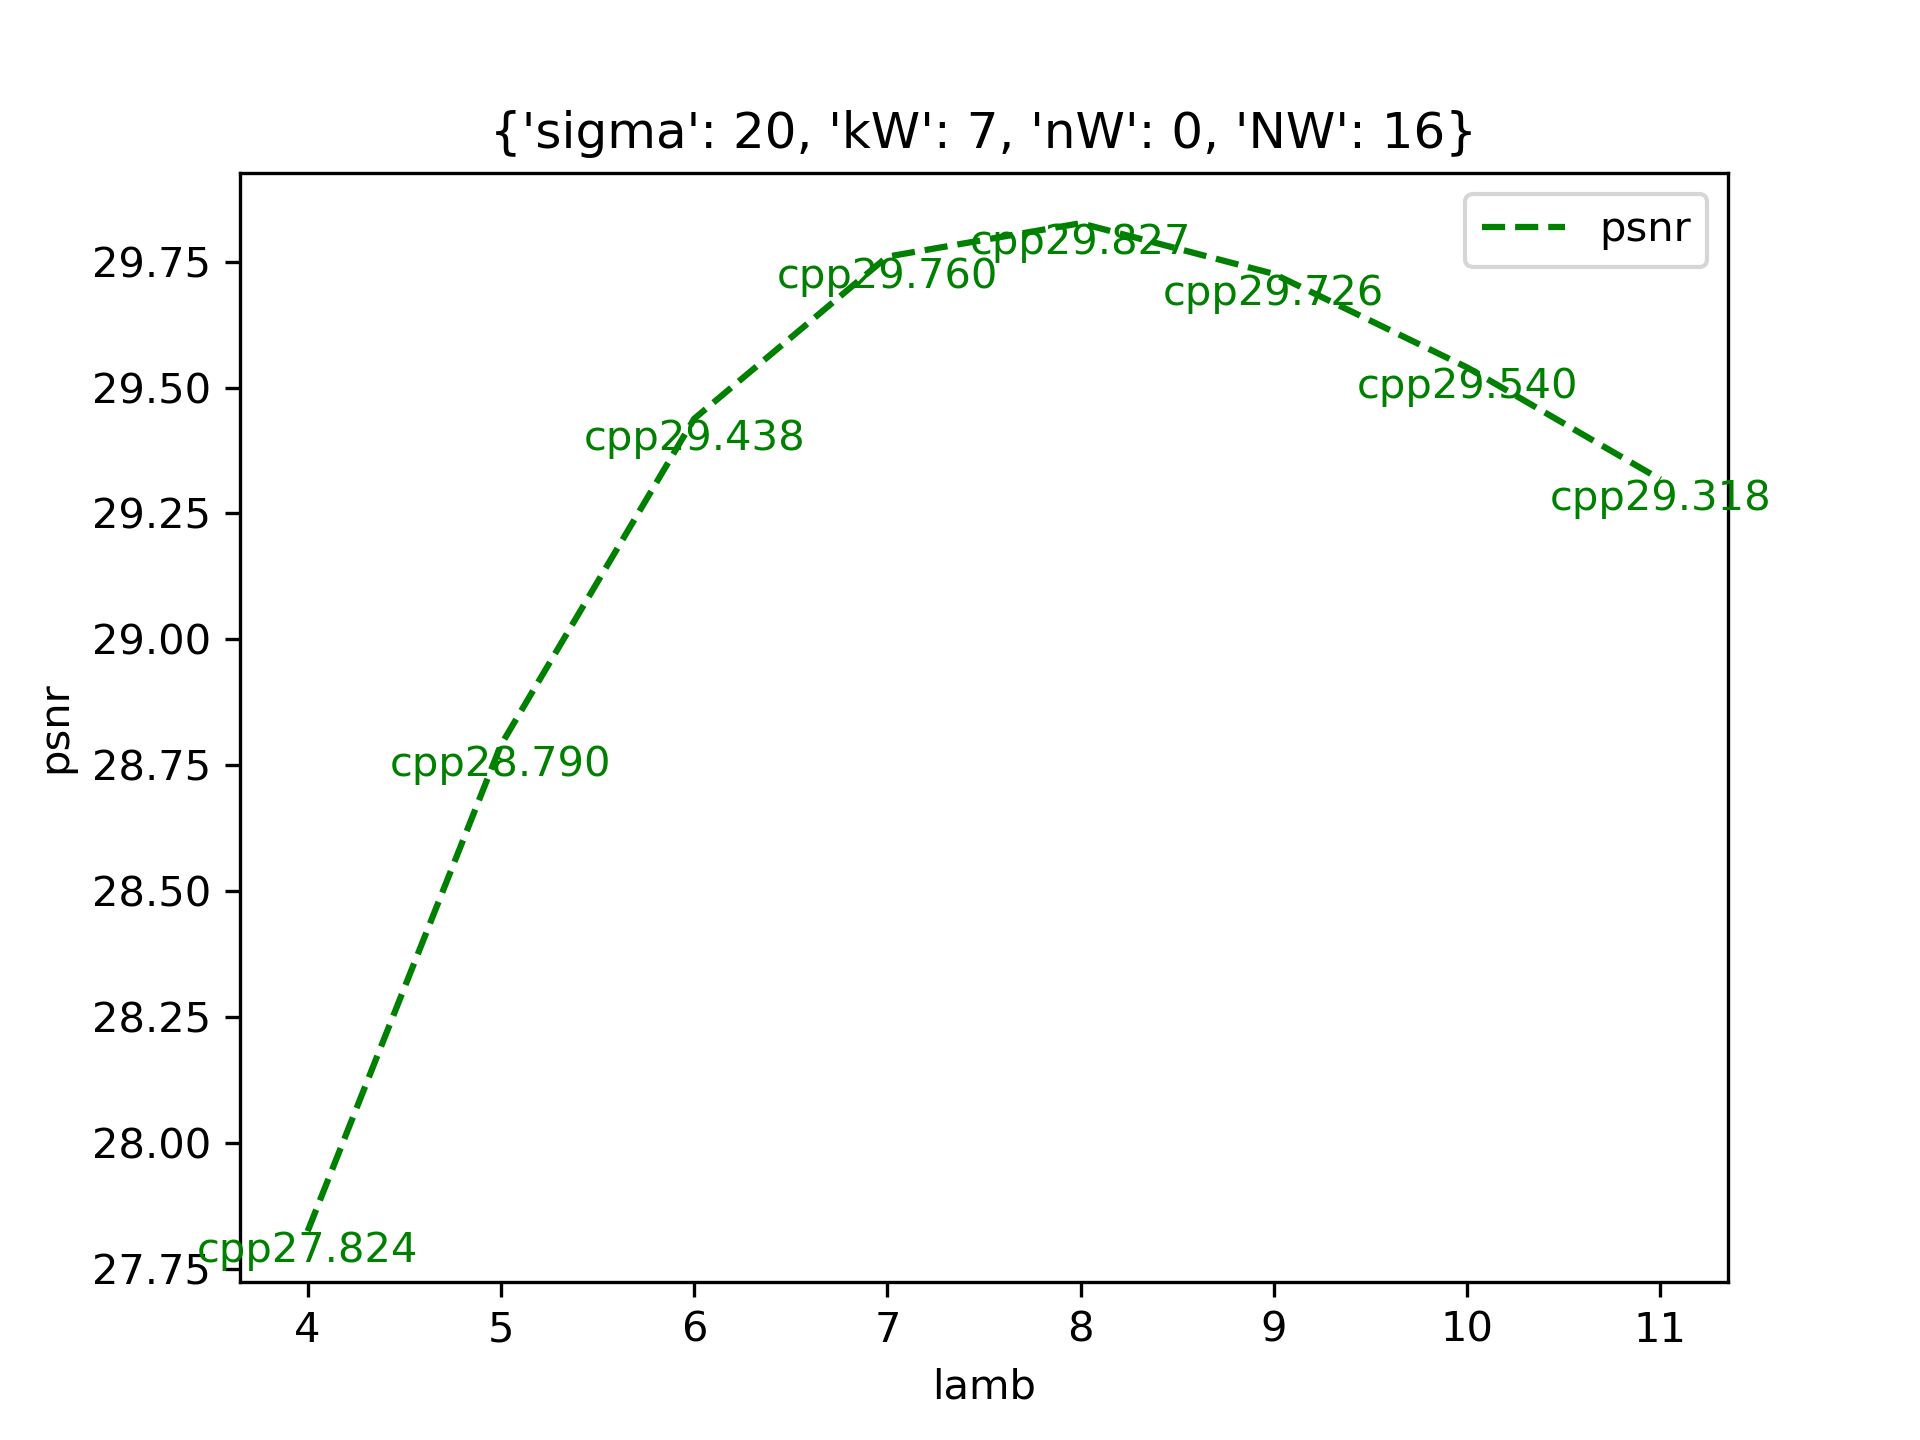 {'sigma': 20, 'kW': 7, 'nW': 0, 'NW': 16}
psnr
29.75
29.50
29.25
29.00
28.75
28.50
28.25
28.00
27.75
psnr
cpp27.824
cpp28.790
cpp29.438
cpp29.760
cpp29.827
cpp29.726
cpp29.540
cpp29.318
4 5 6 7 8 9 10 11
lamb